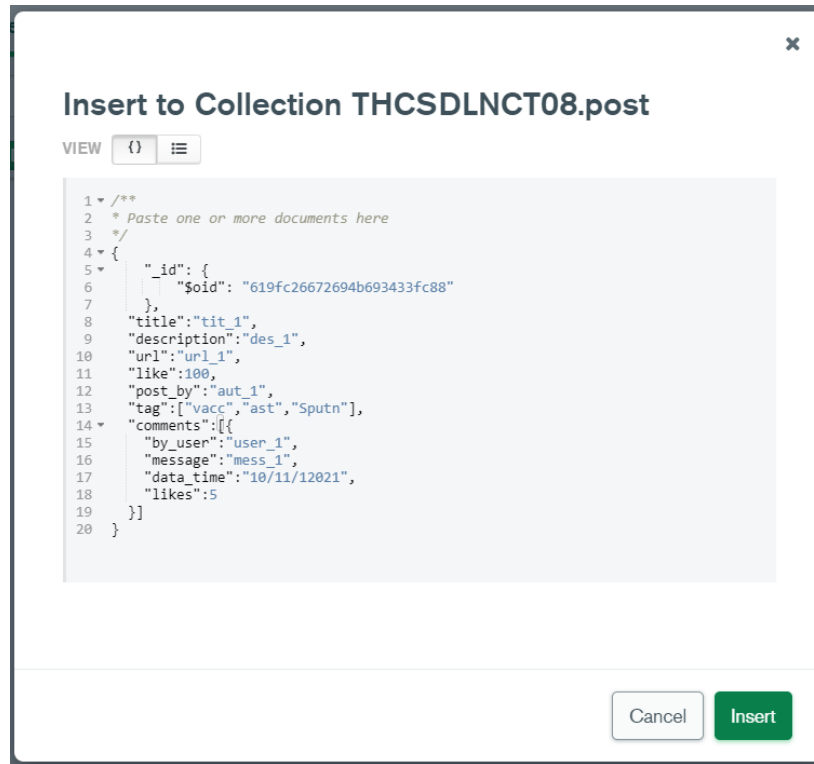 Insert to Collection THCSDLNCT08.post
VIEW {}
1 /**
2 * Paste one or more documents here
3 */
4 {
5 "_id": {
6 "$oid": "619fc26672694b693433fc88"
7 },
8 "title":"tit_1",
9 "description":"des_1",
10 "url":"url_1",
11 "like":100,
12 "post_by":"aut_1",
13 "tag":["vacc","ast","Sputn"],
14 "comments":[{
15 "by_user":"user_1",
16 "message":"mess_1",
17 "data_time":"10/11/12021",
18 "likes":5
19 }]
20 }
Cancel Insert